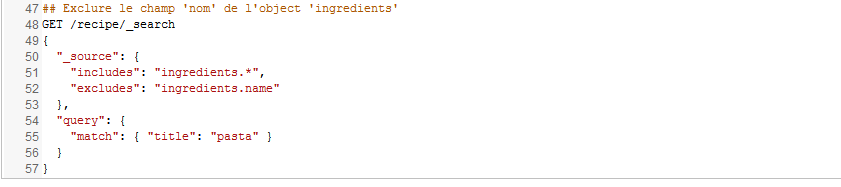 47 ## Exclure le champ 'nom' de l'object 'ingredients'
48 GET /recipe/_search
49 {
50   "_source": {
51     "includes": "ingredients.*",
52     "excludes": "ingredients.name"
53   },
54   "query": {
55     "match": { "title": "pasta" }
56   }
57 }